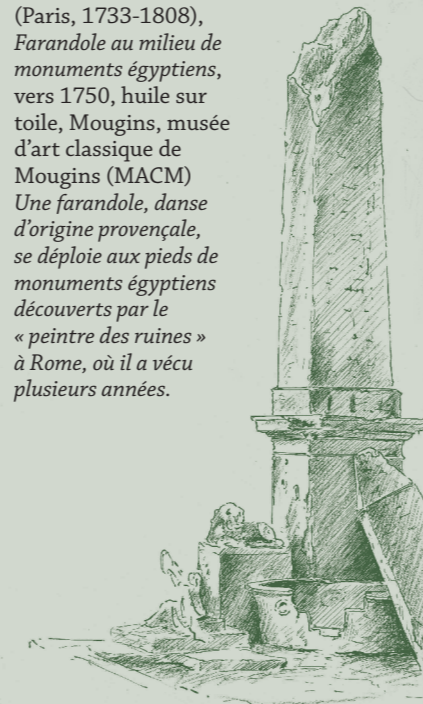 (Paris, 1733-1808),
Farandole au milieu de
monuments égyptiens,
vers 1750, huile sur
toile, Mougins, musée
d’art classique de
Mougins (MACM)
Une farandole, danse
d’origine provençale,
se déploie aux pieds de
monuments égyptiens
découverts par le
« peintre des ruines »
à Rome, où il a vécu
plusieurs années.